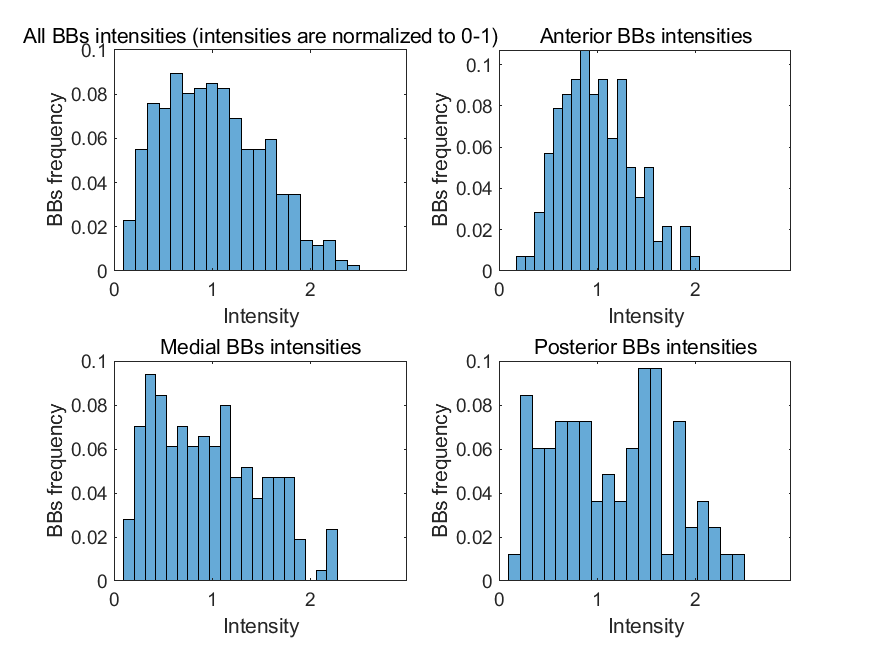 All BBs intensities (intensities are normalized to 0-1)
0.1
0.08
0.06
0.04
0.02
0
BBs frequency
0 1 2
Intensity
Anterior BBs intensities
0.1
0.08
0.06
0.04
0.02
0
BBs frequency
0 1 2
Intensity
Medial BBs intensities
0.1
0.08
0.06
0.04
0.02
0
BBs frequency
0 1 2
Intensity
Posterior BBs intensities
0.1
0.08
0.06
0.04
0.02
0
BBs frequency
0 1 2
Intensity